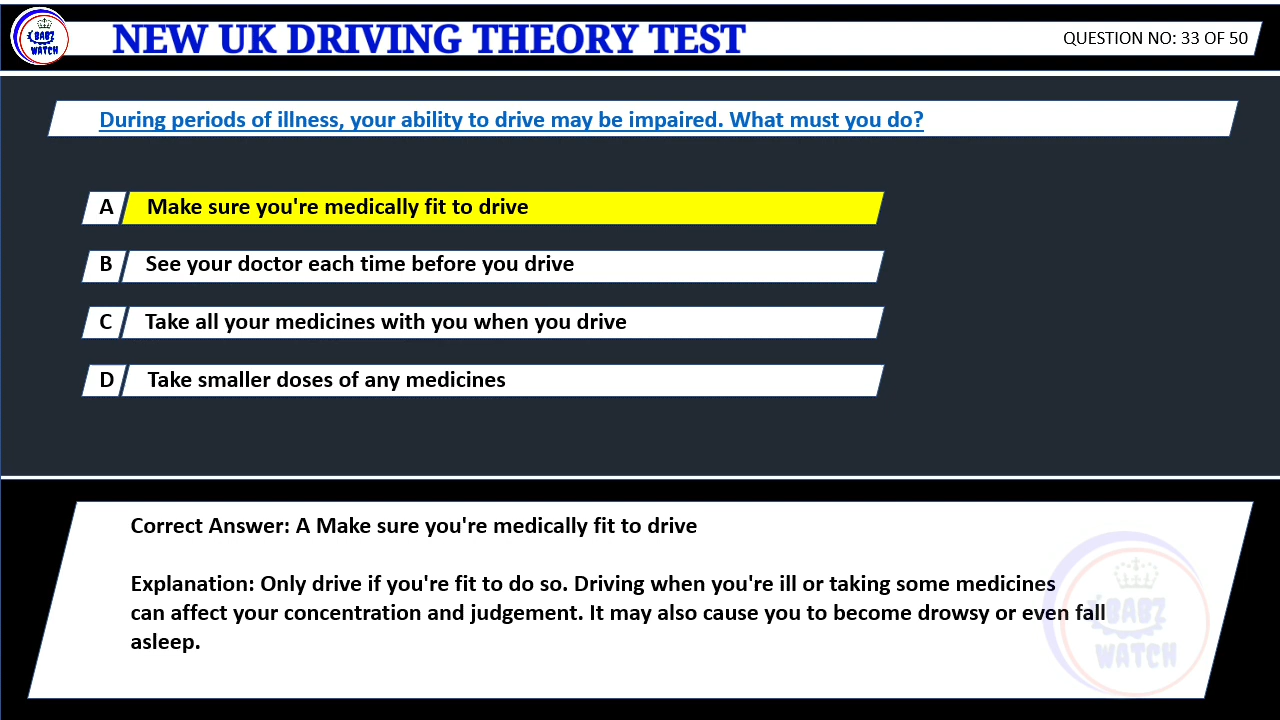 BABZ
WATCH
NEW UK DRIVING THEORY TEST
QUESTION NO: 33 OF 50
During periods of illness, your ability to drive may be impaired. What must you do?
A Make sure you're medically fit to drive
B See your doctor each time before you drive
C Take all your medicines with you when you drive
D Take smaller doses of any medicines
Correct Answer: A Make sure you're medically fit to drive
Explanation: Only drive if you're fit to do so. Driving when you're ill or taking some medicines
can affect your concentration and judgement. It may also cause you to become drowsy or even fall
asleep.
BABZ
WATCH